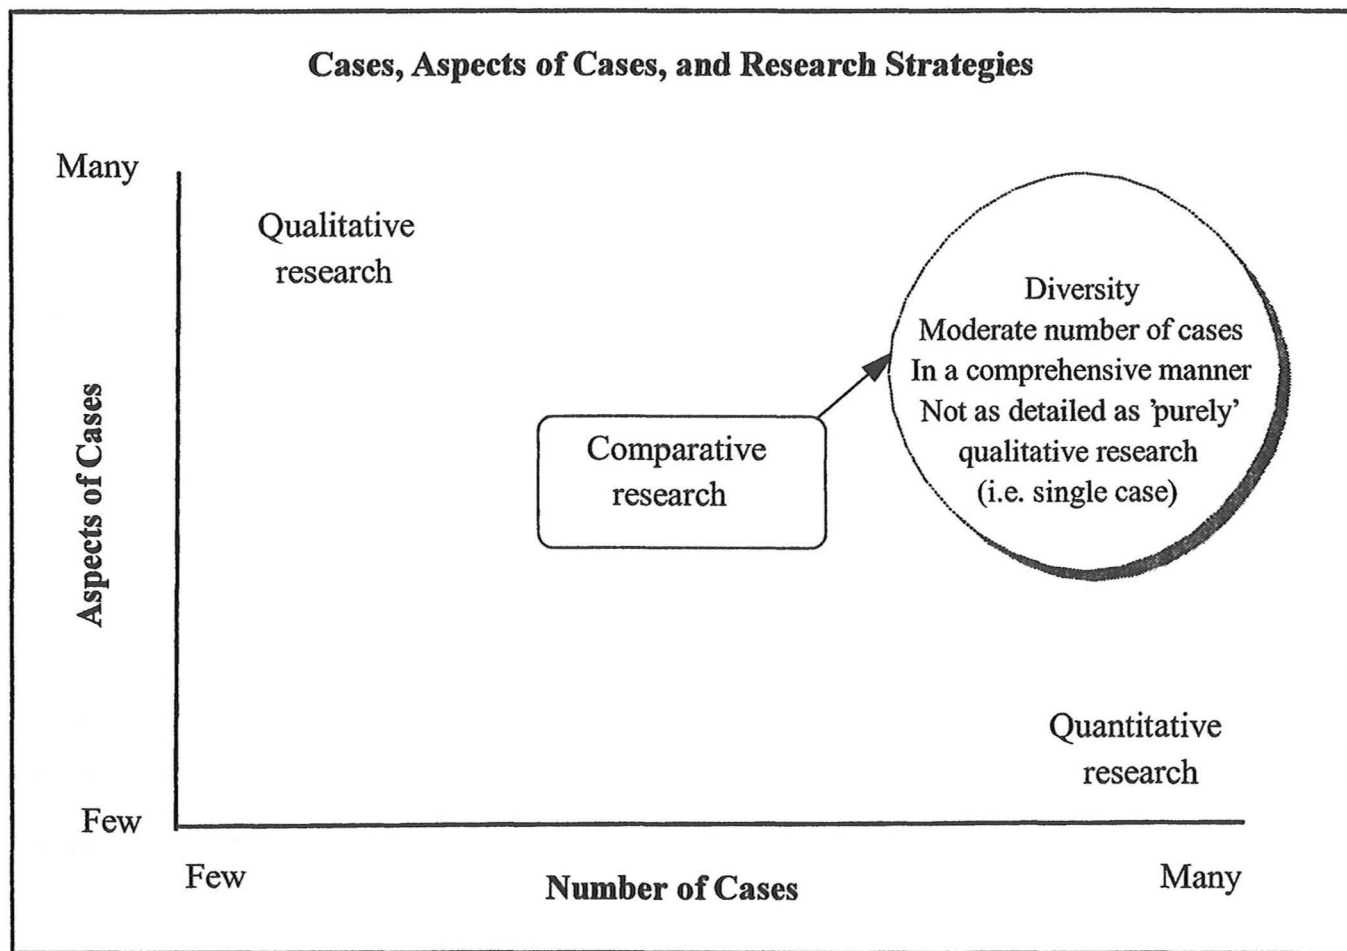 Cases, Aspects of Cases, and Research Strategies
Many
Qualitative
research
Diversity
Moderate number of cases
In a comprehensive manner
Not as detailed as 'purely'
qualitative research
(i.e. single case)
Comparative
research
Aspects of Cases
Quantitative
research
Few
Few
Number of Cases
Many